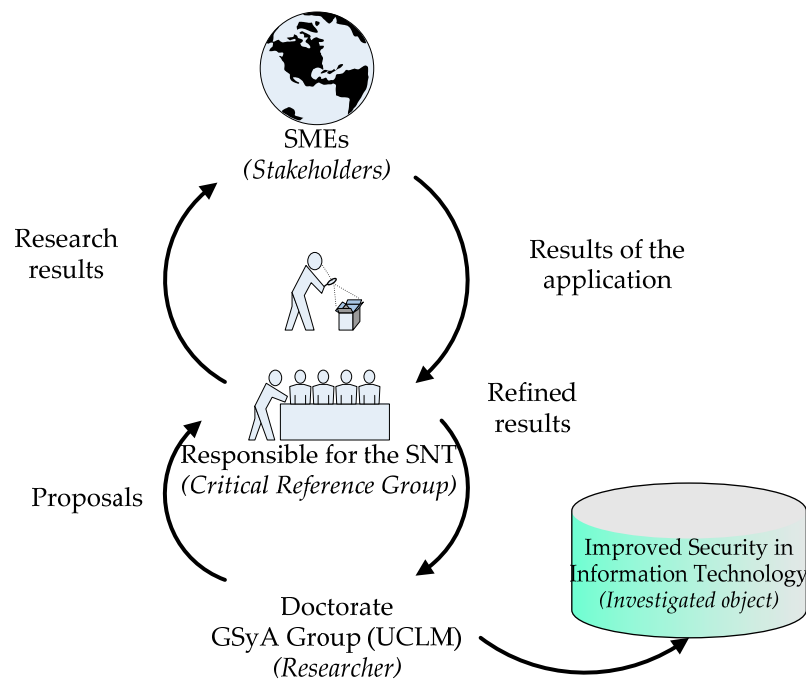 SMEs
(Stakeholders)
Research
results
Results of the
application
Refined
results
Responsible for the SNT
(Critical Reference Group)
Proposals
Improved Security in
Information Technology
(Investigated object)
Doctorate
GSyA Group (UCLM)
(Researcher)